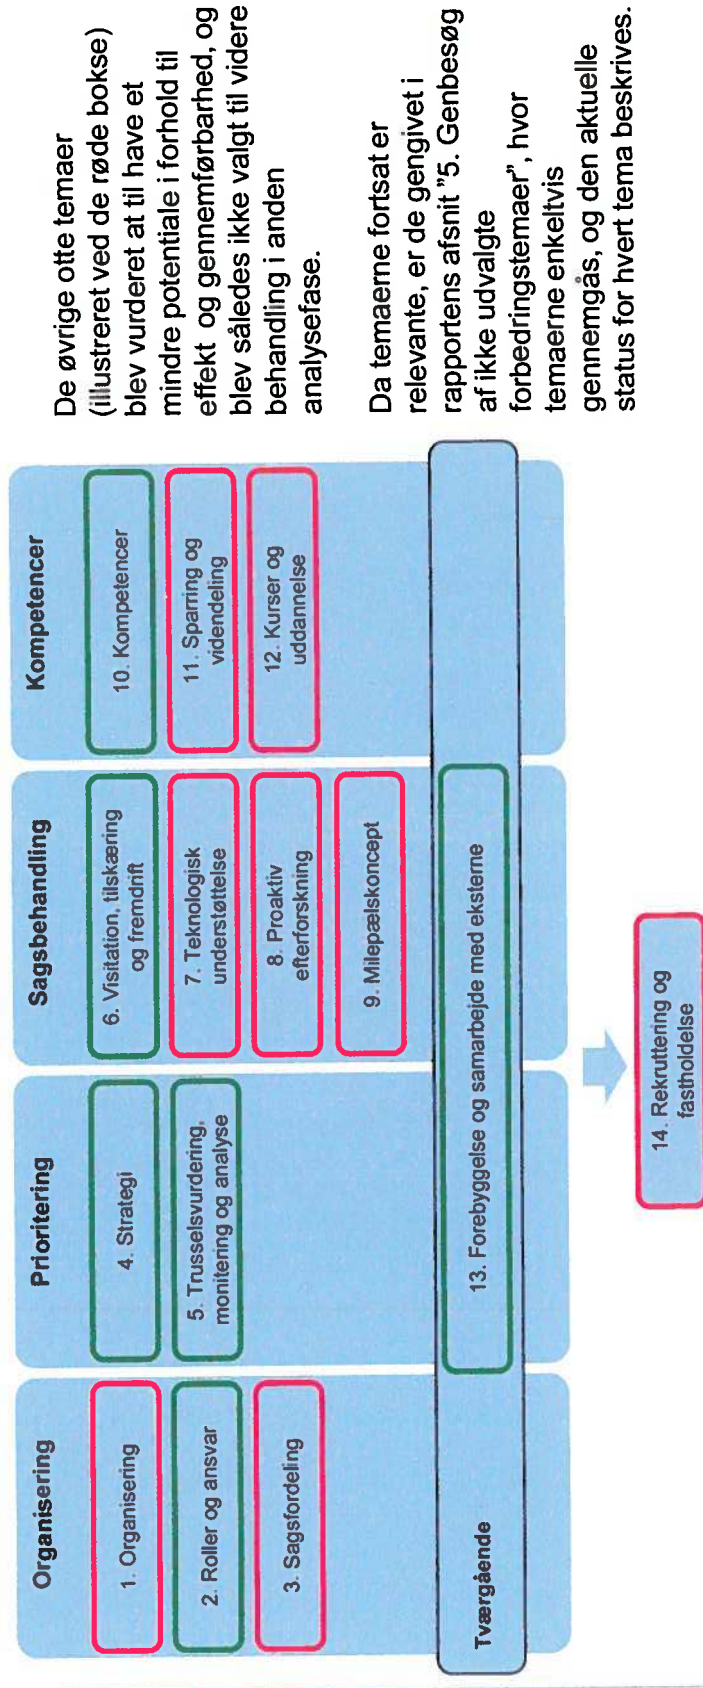 Organisering
1. Organisering
2. Roller og ansvar
3. Sagsfordeling
Prioritering
4. Strategi
5. Trusselsvurdering,
monitering og analyse
Sagsbehandling
6. Visitation, tilskæring
og fremdrift
7. Teknologisk
understøttelse
8. Proaktiv
efterforskning
9. Milepælskoncept
Kompetencer
10. Kompetencer
11. Sparring og
videndeling
12. Kurser og
uddannelse
Tværgående
13. Forebyggelse og samarbejde med eksterne
14. Rekruttering og
fastholdelse
De øvrige otte temaer
(illustreret ved de røde bokse)
blev vurderet at til have et
mindre potentiale i forhold til
effekt og gennemførbarhed, og
blev således ikke valgt til videre
behandling i anden
analysefase.
Da temaerne fortsat er
relevante, er de gengivet i
rapportens afsnit ”5. Genbesøg
af ikke udvalgte
forbedringstemaer”, hvor
temaerne enkeltvis
gennemgås, og den aktuelle
status for hvert tema beskrives.